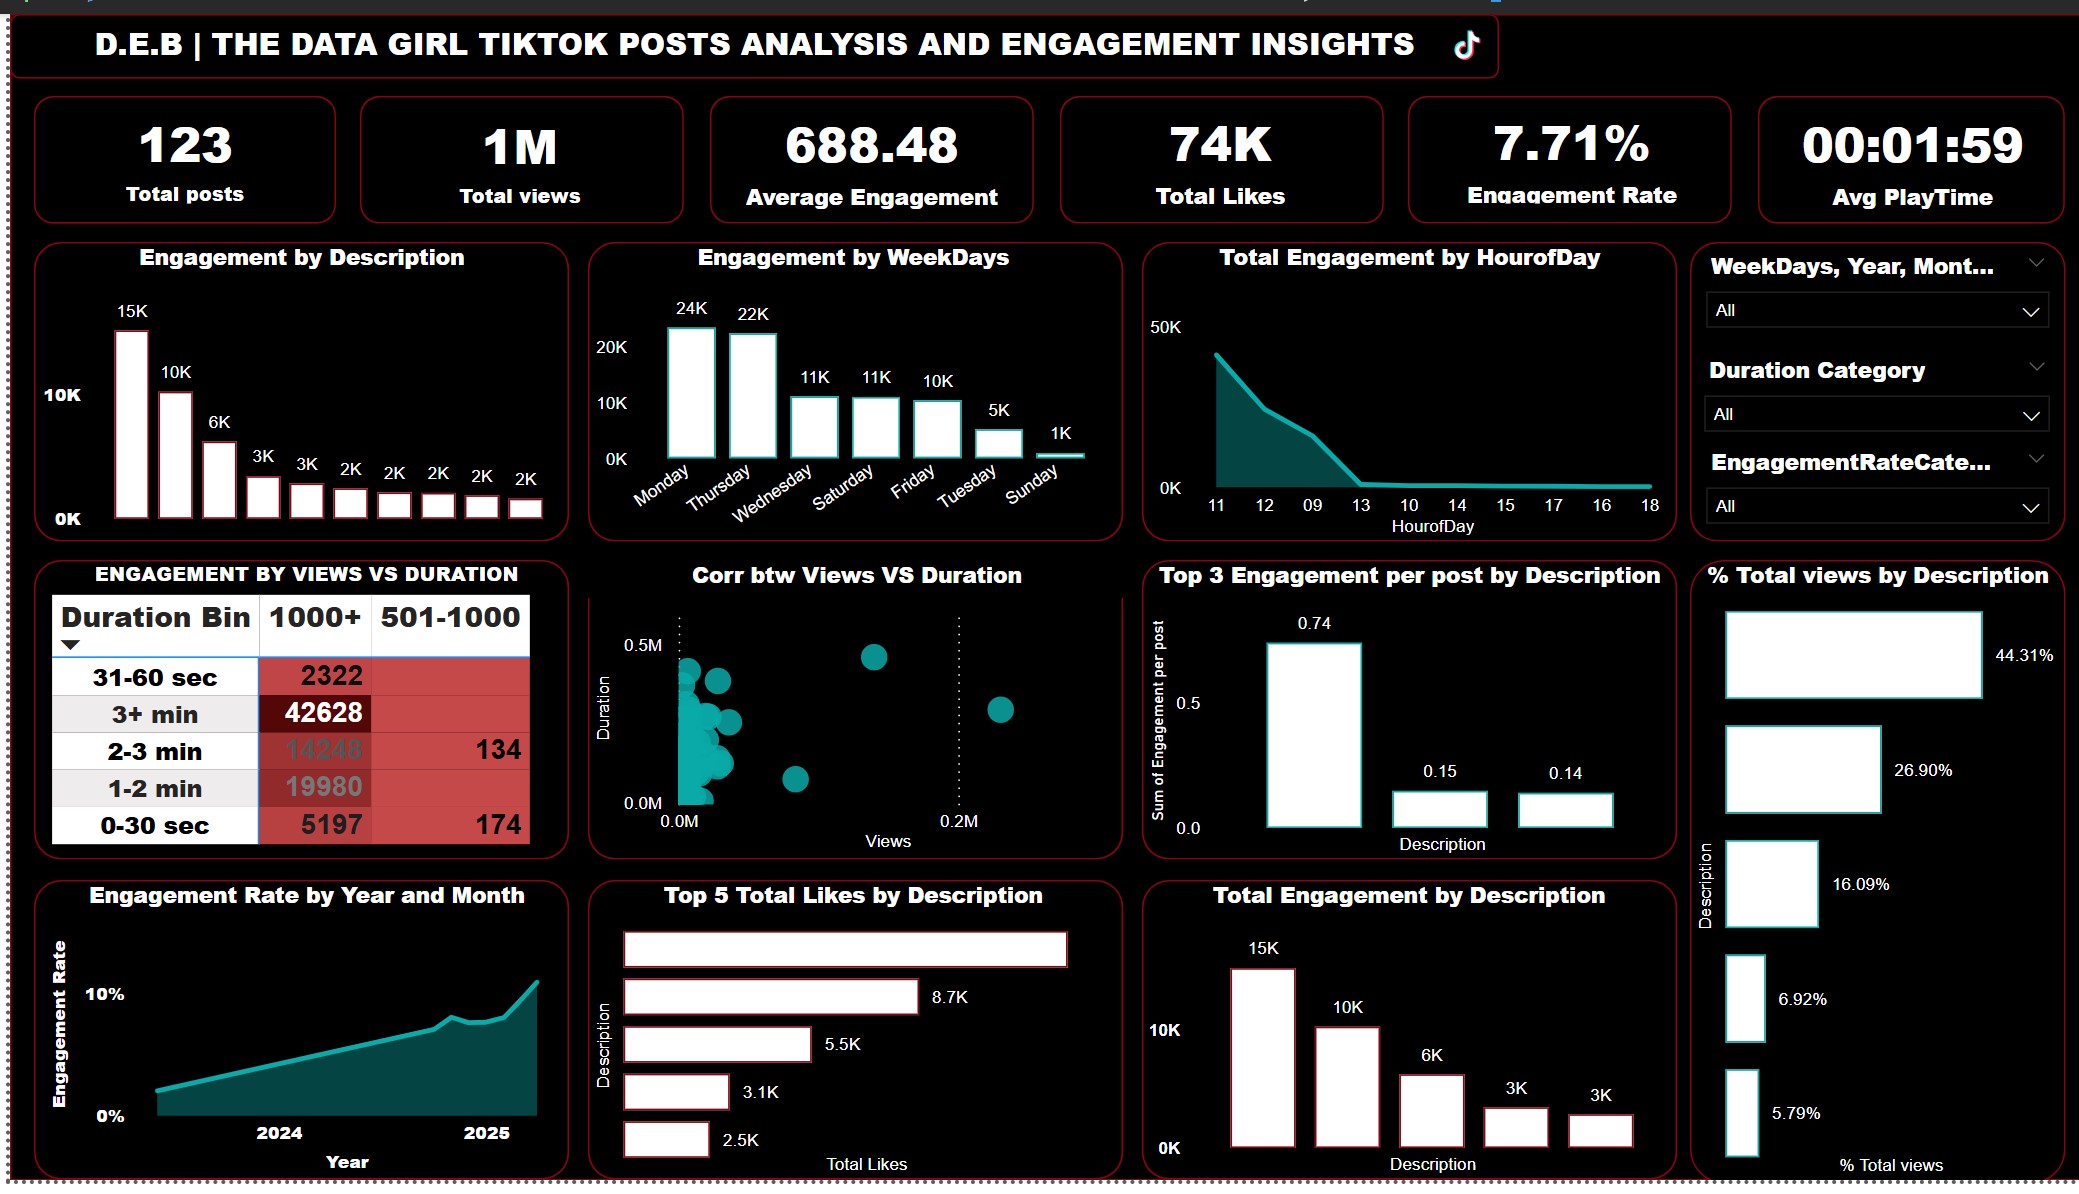 D.E.B | THE DATA GIRL TIKTOK POSTS ANALYSIS AND ENGAGEMENT INSIGHTS
123
Total posts
1M
Total views
688.48
Average Engagement
74K
Total Likes
7.71%
Engagement Rate
00:01:59
Avg PlayTime
Engagement by Description
15K
10K
6K
3K
3K
2K
2K
2K
2K
2K
10K
0K
Engagement by WeekDays
24K
22K
11K
11K
10K
5K
1K
20K
10K
0K
Monday
Thursday
Wednesday
Saturday
Friday
Tuesday
Sunday
Total Engagement by HourofDay
50K
0K
11 12 09 13 10 14 15 17 16 18
HourofDay
WeekDays, Year, Mont...
All
Duration Category
All
EngagementRateCate...
All
ENGAGEMENT BY VIEWS VS DURATION
Duration Bin 1000+ 501-1000
31-60 sec 2322
3+ min 42628
2-3 min 14248 134
1-2 min 19980
0-30 sec 5197 174
Corr btw Views VS Duration
Duration
0.5M
0.0M
0.0M 0.2M
Views
Top 3 Engagement per post by Description
Sum of Engagement per post
0.74
0.15
0.14
0.5
0.0
Description
% Total views by Description
Description
44.31%
26.90%
16.09%
6.92%
5.79%
% Total views
Engagement Rate by Year and Month
Engagement Rate
10%
0%
2024 2025
Year
Top 5 Total Likes by Description
Description
8.7K
5.5K
3.1K
2.5K
Total Likes
Total Engagement by Description
15K
10K
6K
3K
3K
10K
0K
Description